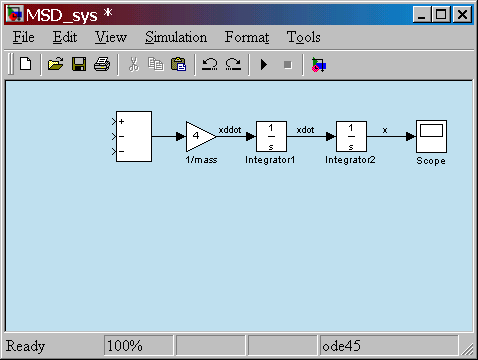 MSD_sys *
File Edit View Simulation Format Tools
+
−
−
4
xddot
1
s
xdot
1
s
x
1/mass
Integrator1
Integrator2
Scope
Ready 100% ode45